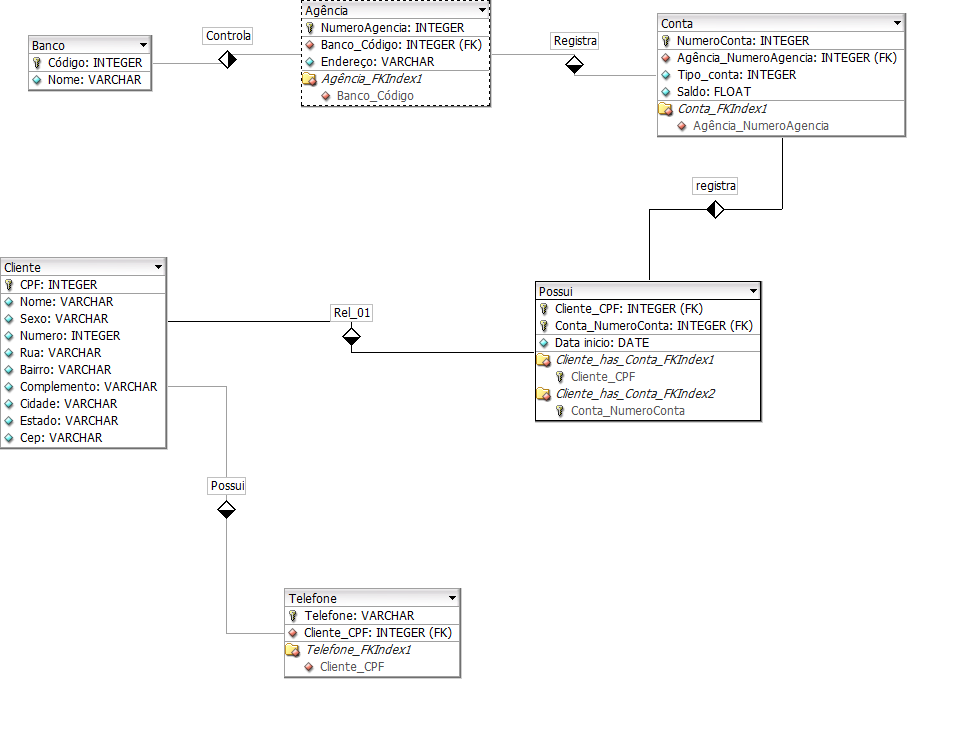 Banco
Código: INTEGER
Nome: VARCHAR
Controla
Agência
NumeroAgencia: INTEGER
Banco_Código: INTEGER (FK)
Endereço: VARCHAR
Agência_FKIndex1
Banco_Código
Registra
Conta
NumeroConta: INTEGER
Agência_NumeroAgencia: INTEGER (FK)
Tipo_conta: INTEGER
Saldo: FLOAT
Conta_FKIndex1
Agência_NumeroAgencia
registra
Cliente
CPF: INTEGER
Nome: VARCHAR
Sexo: VARCHAR
Numero: INTEGER
Rua: VARCHAR
Bairro: VARCHAR
Complemento: VARCHAR
Cidade: VARCHAR
Estado: VARCHAR
Cep: VARCHAR
Rel_01
Possui
Cliente_CPF: INTEGER (FK)
Conta_NumeroConta: INTEGER (FK)
Data inicio: DATE
Cliente_has_Conta_FKIndex1
Cliente_CPF
Cliente_has_Conta_FKIndex2
Conta_NumeroConta
Possui
Telefone
Telefone: VARCHAR
Cliente_CPF: INTEGER (FK)
Telefone_FKIndex1
Cliente_CPF